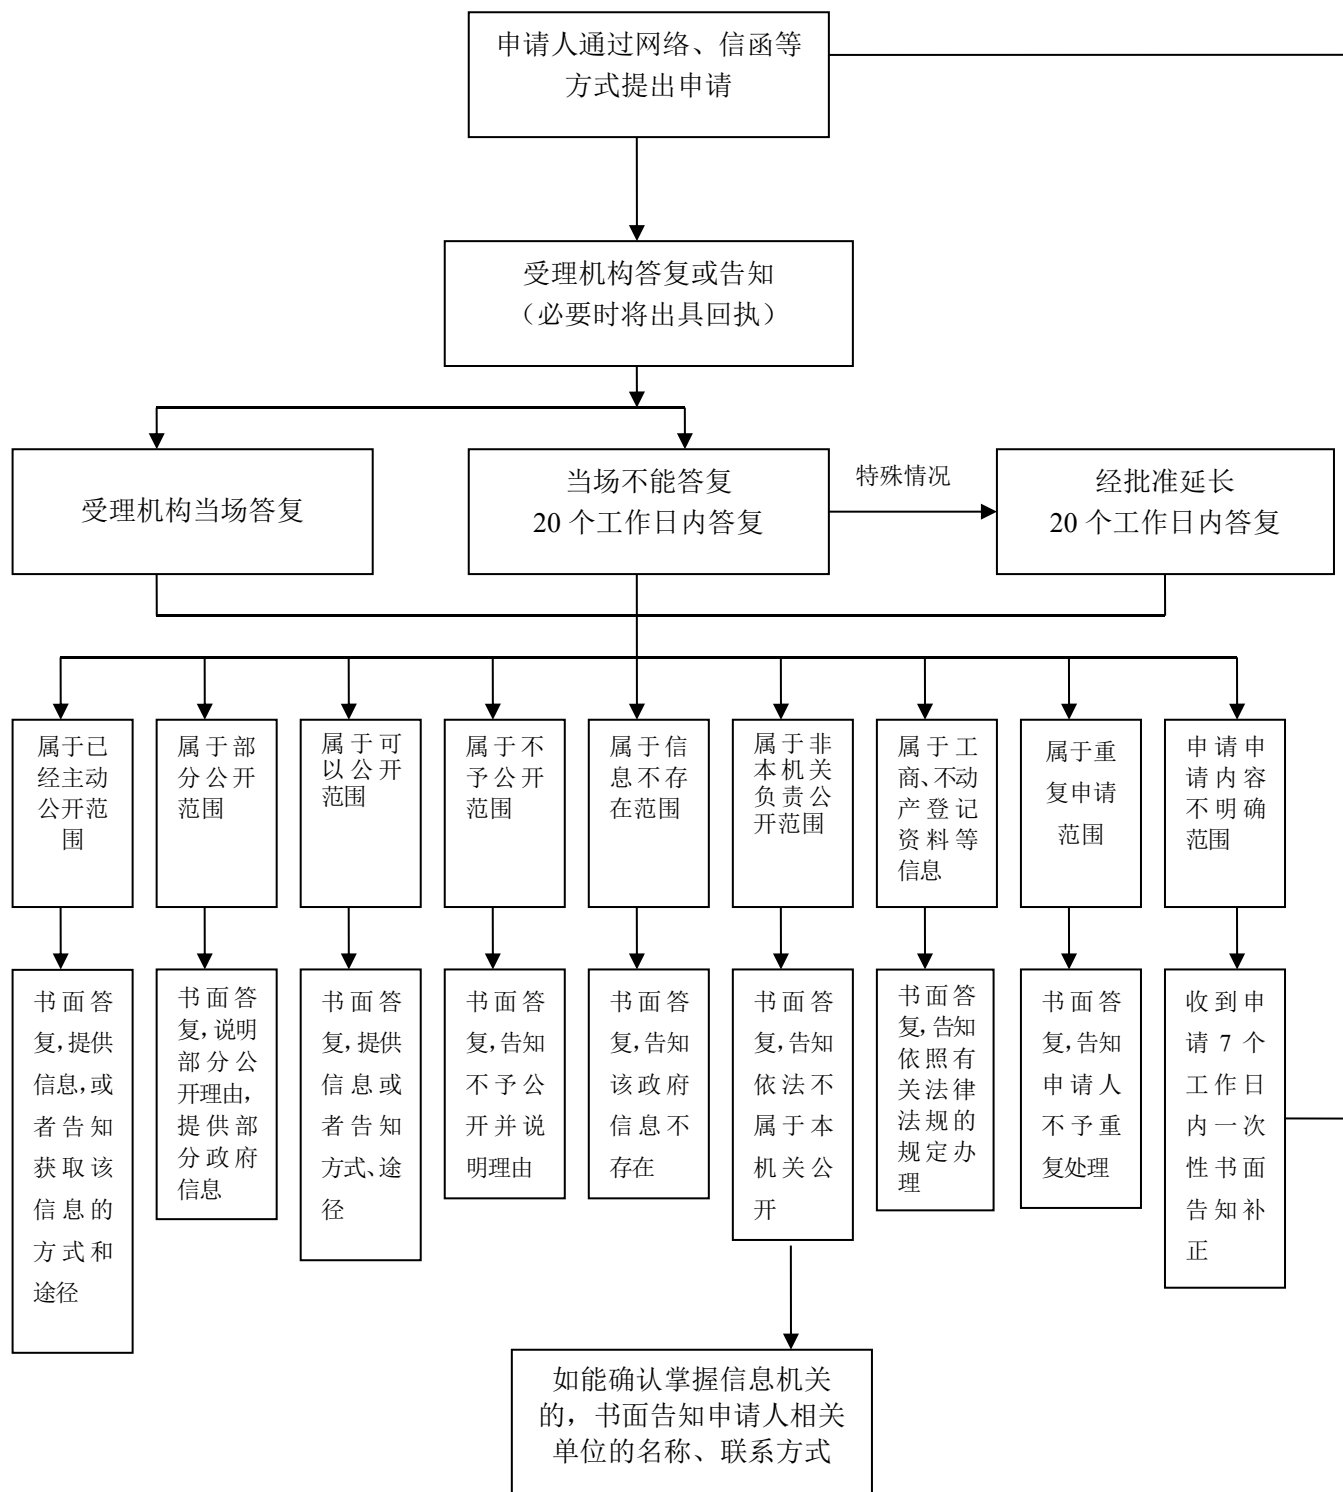 申请人通过网络、信函等
方式提出申请
受理机构答复或告知
（必要时将出具回执）
受理机构当场答复
当场不能答复
20 个工作日内答复
特殊情况
经批准延长
20 个工作日内答复
属于已
经主动
公开范
围
属于部
分公开
范围
属于可
以公开
范围
属于不
予公开
范围
属于信
息不存
在范围
属于非
本机关
负责公
开范围
属于工
商、不动
产登记
资料等
信息
属于重
复申请
范围
申请申
请内容
不明确
范围
书面答
复，提供
信息，或
者告知
获取该
信息的
方式和
途径
书面答
复，说明
部分公
开理由，
提供部
分政府
信息
书面答
复，提供
信息或
者告知
方式、途
径
书面答
复，告知
不予公
开并说
明理由
书面答
复，告知
该政府
信息不
存在
书面答
复，告知
依法不
属于本
机关公
开
书面答
复，告知
依照有
关法律
法规的
规定办
理
书面答
复，告知
申请人
不予重
复处理
收到申
请 7 个
工作日
内一次
性书面
告知补
正
如能确认掌握信息机关
的，书面告知申请人相关
单位的名称、联系方式